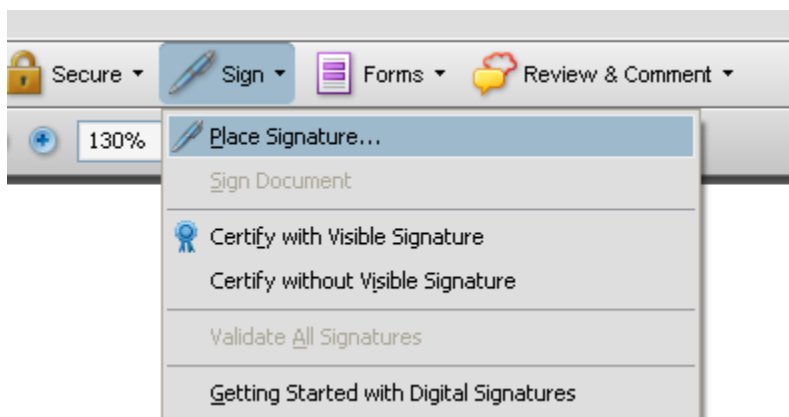 Secure Sign Forms Review & Comment
130%
Place Signature...
Sign Document
Certify with Visible Signature
Certify without Visible Signature
Validate All Signatures
Getting Started with Digital Signatures